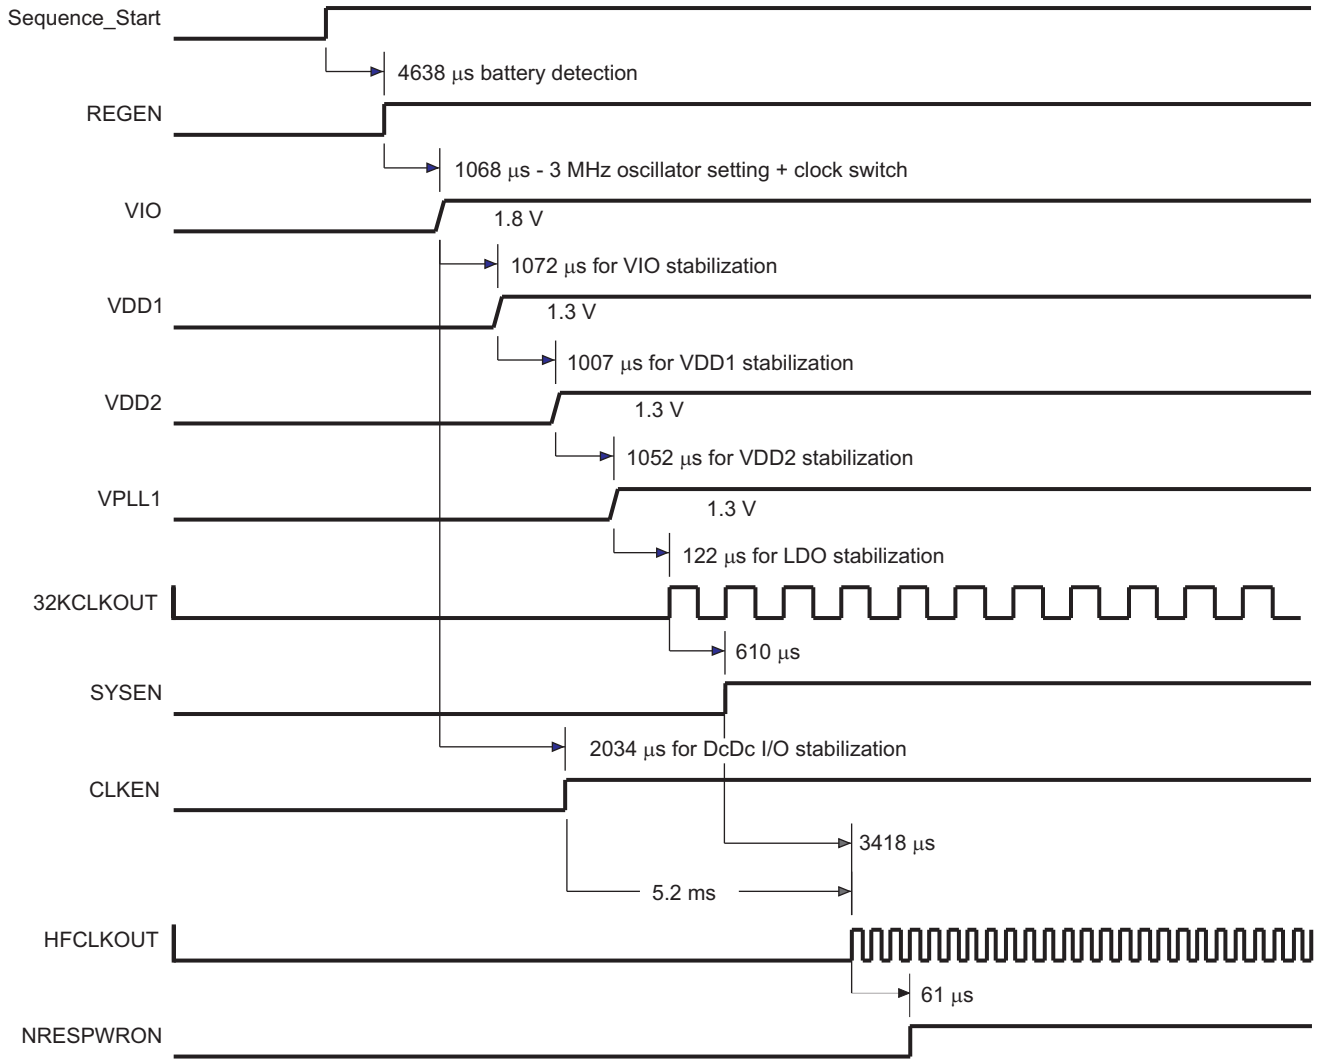 Sequence_Start
4638 μs battery detection
REGEN
1068 μs - 3 MHz oscillator setting + clock switch
VIO
1.8 V
1072 μs for VIO stabilization
VDD1
1.3 V
1007 μs for VDD1 stabilization
VDD2
1.3 V
1052 μs for VDD2 stabilization
VPLL1
1.3 V
122 μs for LDO stabilization
32KCLKOUT
610 μs
SYSEN
2034 μs for DcDc I/O stabilization
CLKEN
3418 μs
5.2 ms
HFCLKOUT
61 μs
NRESPWRON